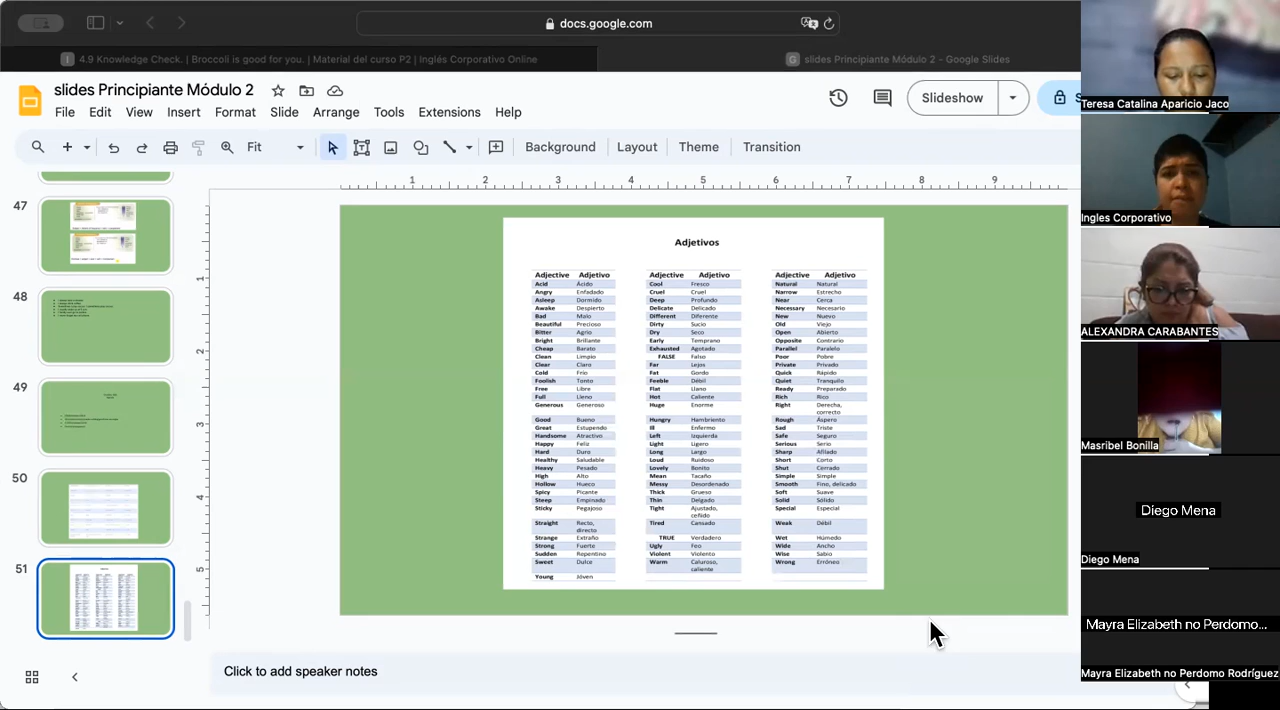 docs.google.com
4.9 Knowledge Check. | Broccoli is good for you. | Material del curso P2 | Inglés Corporativo Online
slides Principiante Módulo 2 - Google Slides
slides Principiante Módulo 2
File Edit View Insert Format Slide Arrange Tools Extensions Help
Slideshow
Fit
Background Layout Theme Transition
1 2 3 4 5 6 7 8 9
47
48
49
50
51
1
2
3
4
5
Adjetivos
Adjective Adjetivo Adjective Adjetivo Adjective Adjetivo
Acid Ácido Cool Fresco Natural Natural
Angry Enfadado Cruel Cruel Narrow Estrecho
Asleep Dormido Deep Profundo Near Cerca
Awake Despierto Delicate Delicado Necessary Necesario
Bad Malo Different Diferente New Nuevo
Beautiful Precioso Dirty Sucio Old Viejo
Bitter Agrio Dry Seco Open Abierto
Bright Brillante Early Temprano Opposite Contrario
Cheap Barato Exhausted Agotado Parallel Paralelo
Clean Limpio FALSE Falso Poor Pobre
Clear Claro Far Lejos Private Privado
Cold Frío Fat Gordo Quick Rápido
Foolish Tonto Feeble Débil Quiet Tranquilo
Free Libre Flat Llano Ready Preparado
Full Lleno Hot Caliente Rich Rico
Generous Generoso Huge Enorme Right Derecha, correcto
Good Bueno Hungry Hambriento Rough Áspero
Great Estupendo Ill Enfermo Sad Triste
Handsome Atractivo Left Izquierda Safe Seguro
Happy Feliz Light Ligero Serious Serio
Hard Duro Long Largo Sharp Afilado
Healthy Saludable Loud Ruidoso Short Corto
Heavy Pesado Lovely Bonito Shut Cerrado
High Alto Mean Tacaño Simple Simple
Hollow Hueco Messy Desordenado Smooth Fino, delicado
Spicy Picante Thick Grueso Soft Suave
Steep Empinado Thin Delgado Solid Sólido
Sticky Pegajoso Tight Ajustado, ceñido Special Especial
Straight Recto, directo Tired Cansado Weak Débil
Strange Extraño TRUE Verdadero Wet Húmedo
Strong Fuerte Ugly Feo Wide Ancho
Sudden Repentino Violent Violento Wise Sabio
Sweet Dulce Warm Caluroso, caliente Wrong Erróneo
Young Jóven
Click to add speaker notes
Teresa Catalina Aparicio Jaco
Ingles Corporativo
ALEXANDRA CARABANTES
Masribel Bonilla
Diego Mena
Diego Mena
Mayra Elizabeth no Perdomo...
Mayra Elizabeth no Perdomo Rodríguez